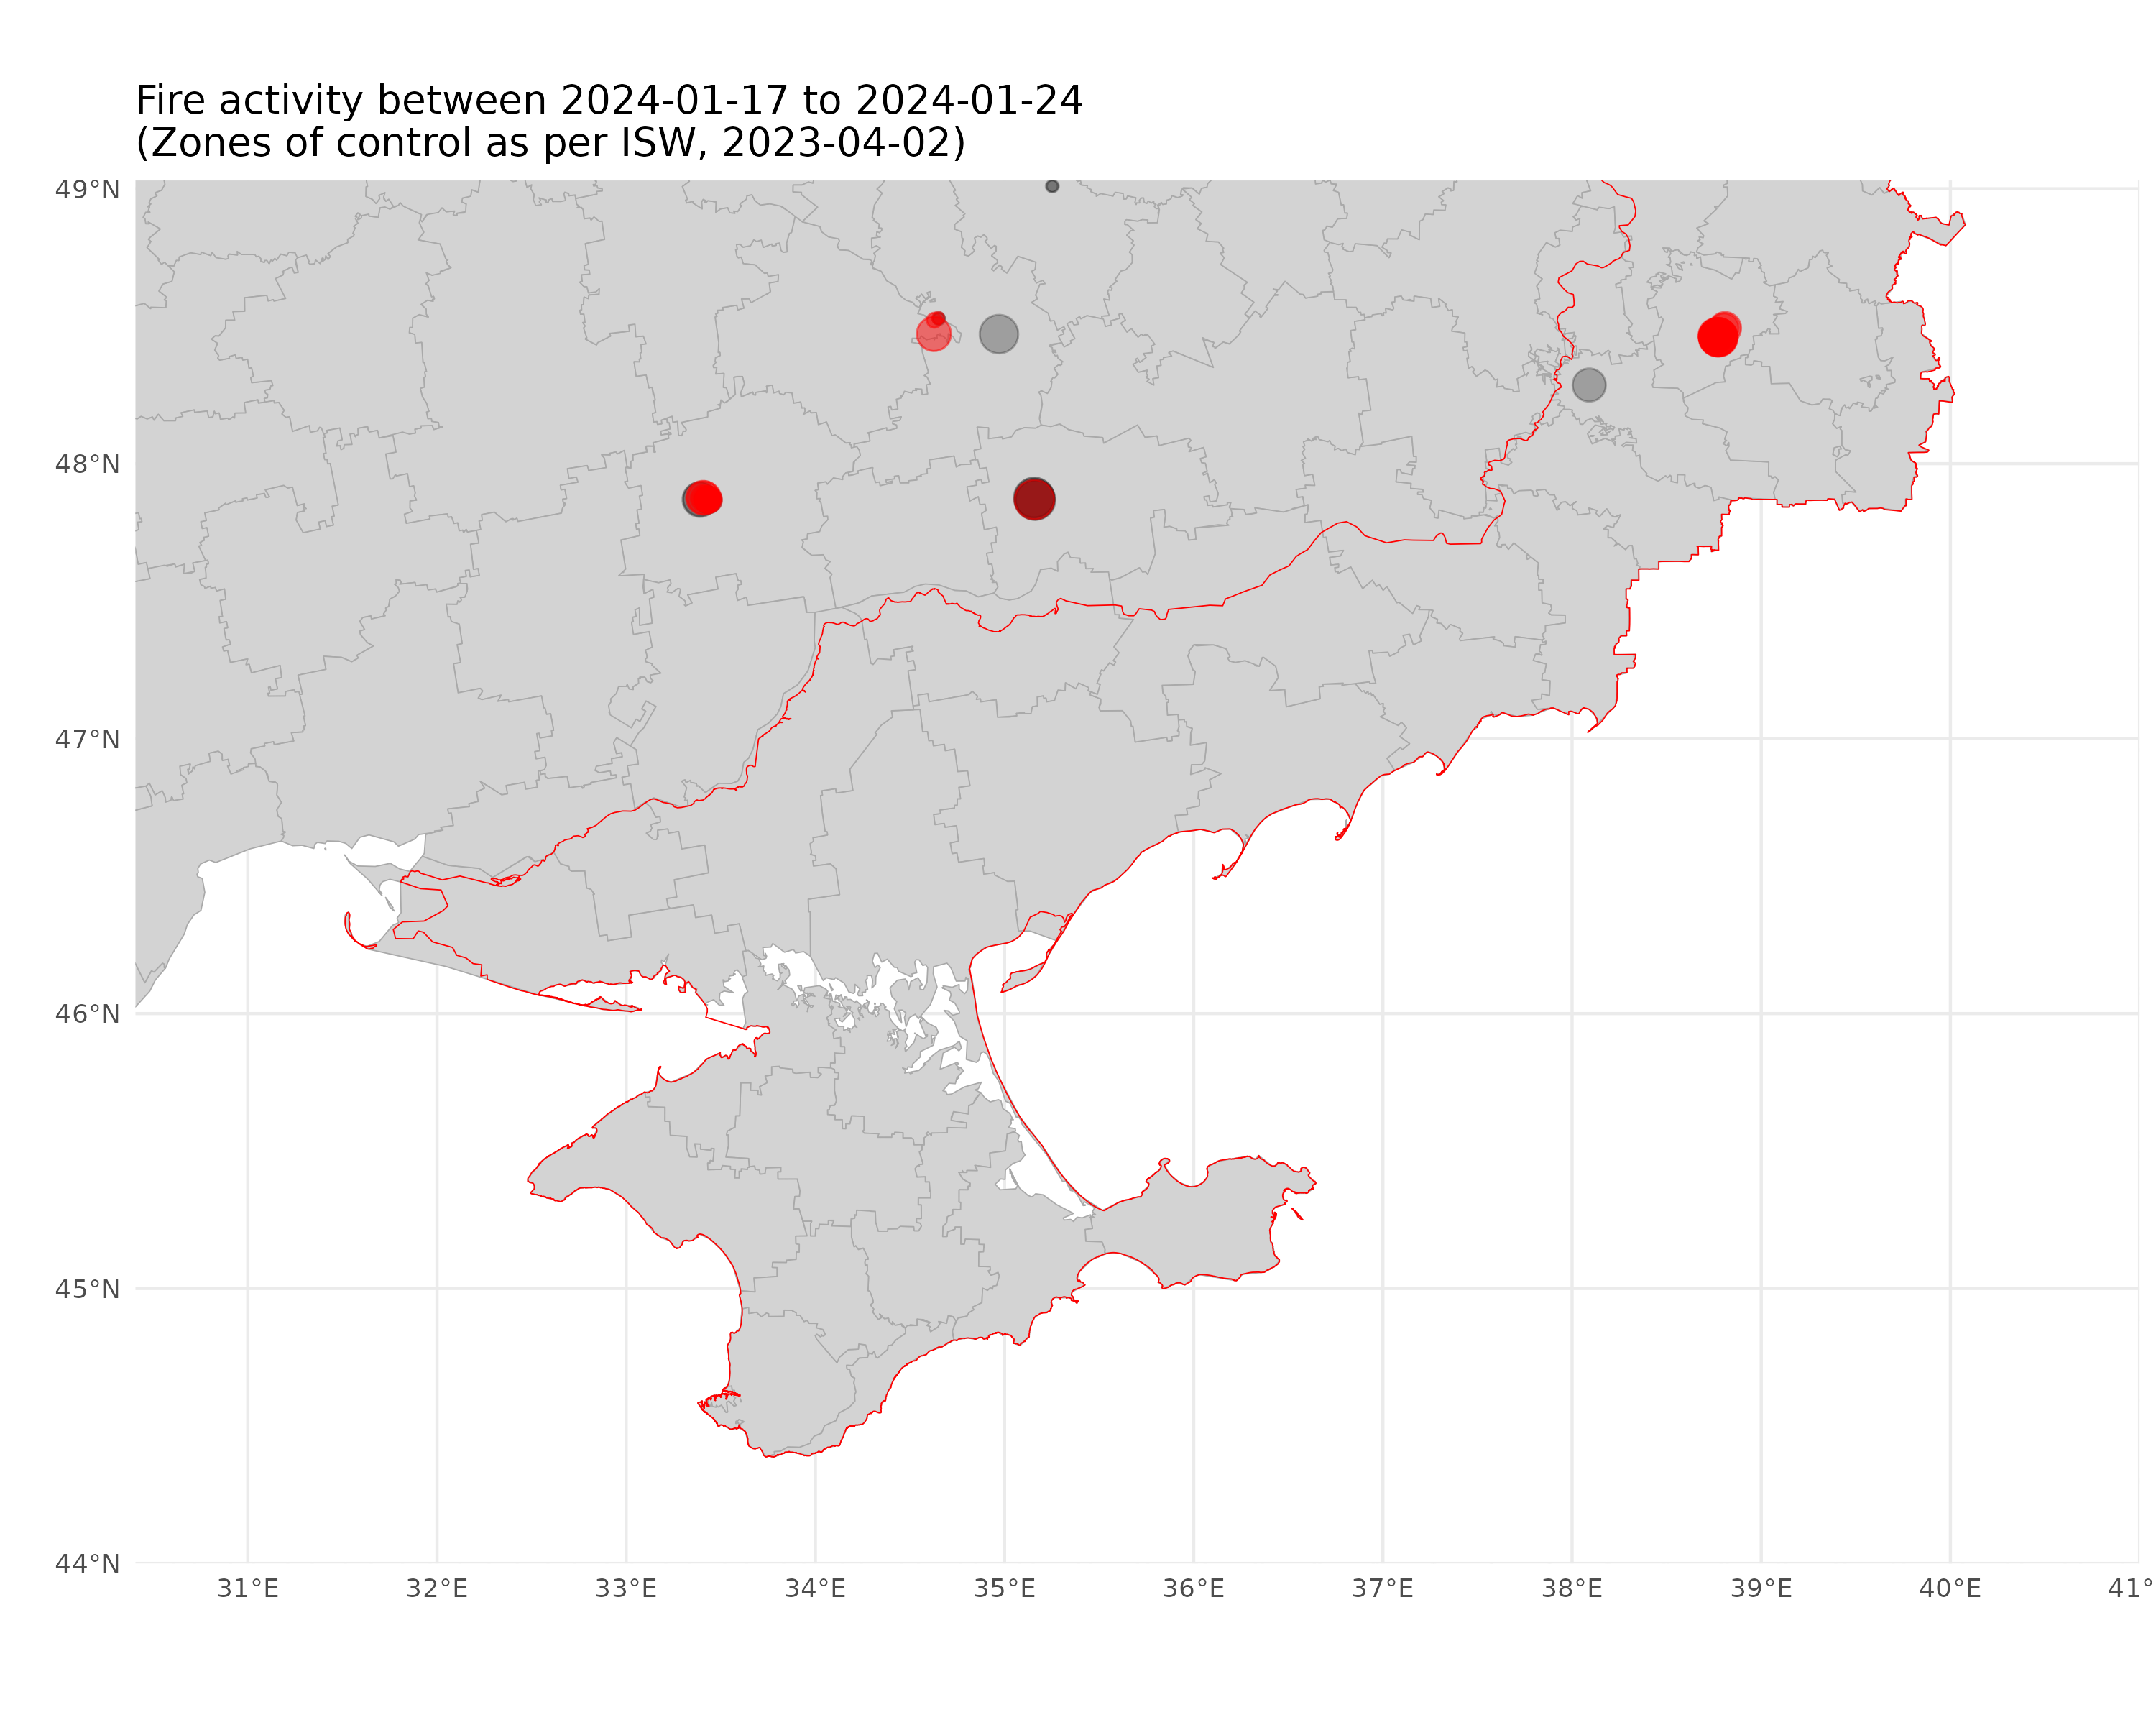 Fire activity between 2024-01-17 to 2024-01-24
(Zones of control as per ISW, 2023-04-02)
49°N
48°N
47°N
46°N
45°N
44°N
31°E
32°E
33°E
34°E
35°E
36°E
37°E
38°E
39°E
40°E
41°